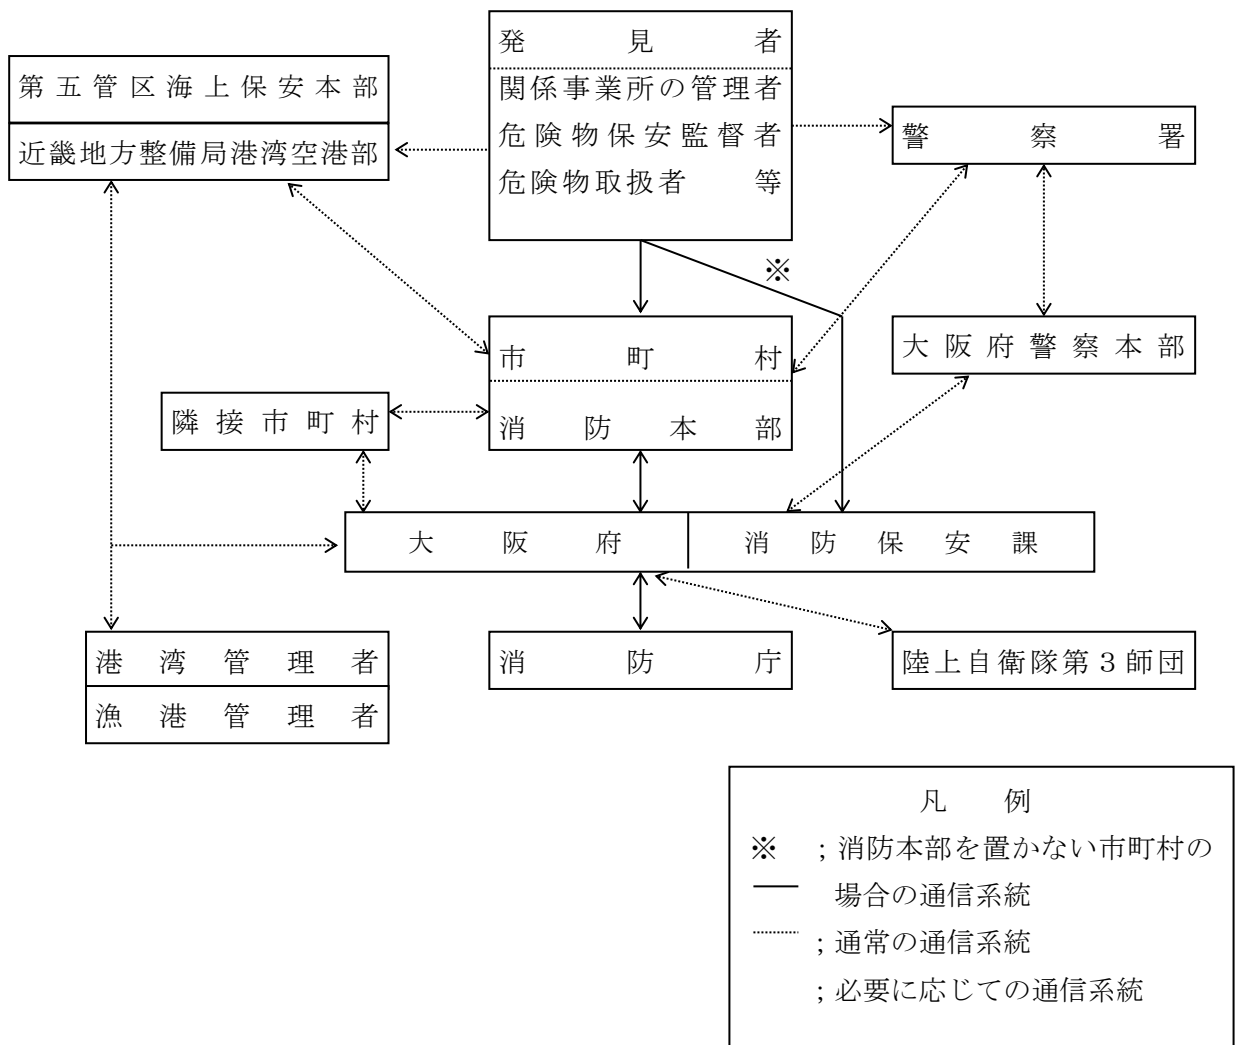 発見者
関係事業所の管理者
危険物保安監督者
危険物取扱者 等
第五管区海上保安本部
近畿地方整備局港湾空港部
警察署
※
市町村
消防本部
大阪府警察本部
隣接市町村
大阪府
消防保安課
港湾管理者
漁港管理者
消防庁
陸上自衛隊第3師団
凡 例
※ ;消防本部を置かない市町村の
場合の通信系統
;通常の通信系統
;必要に応じての通信系統